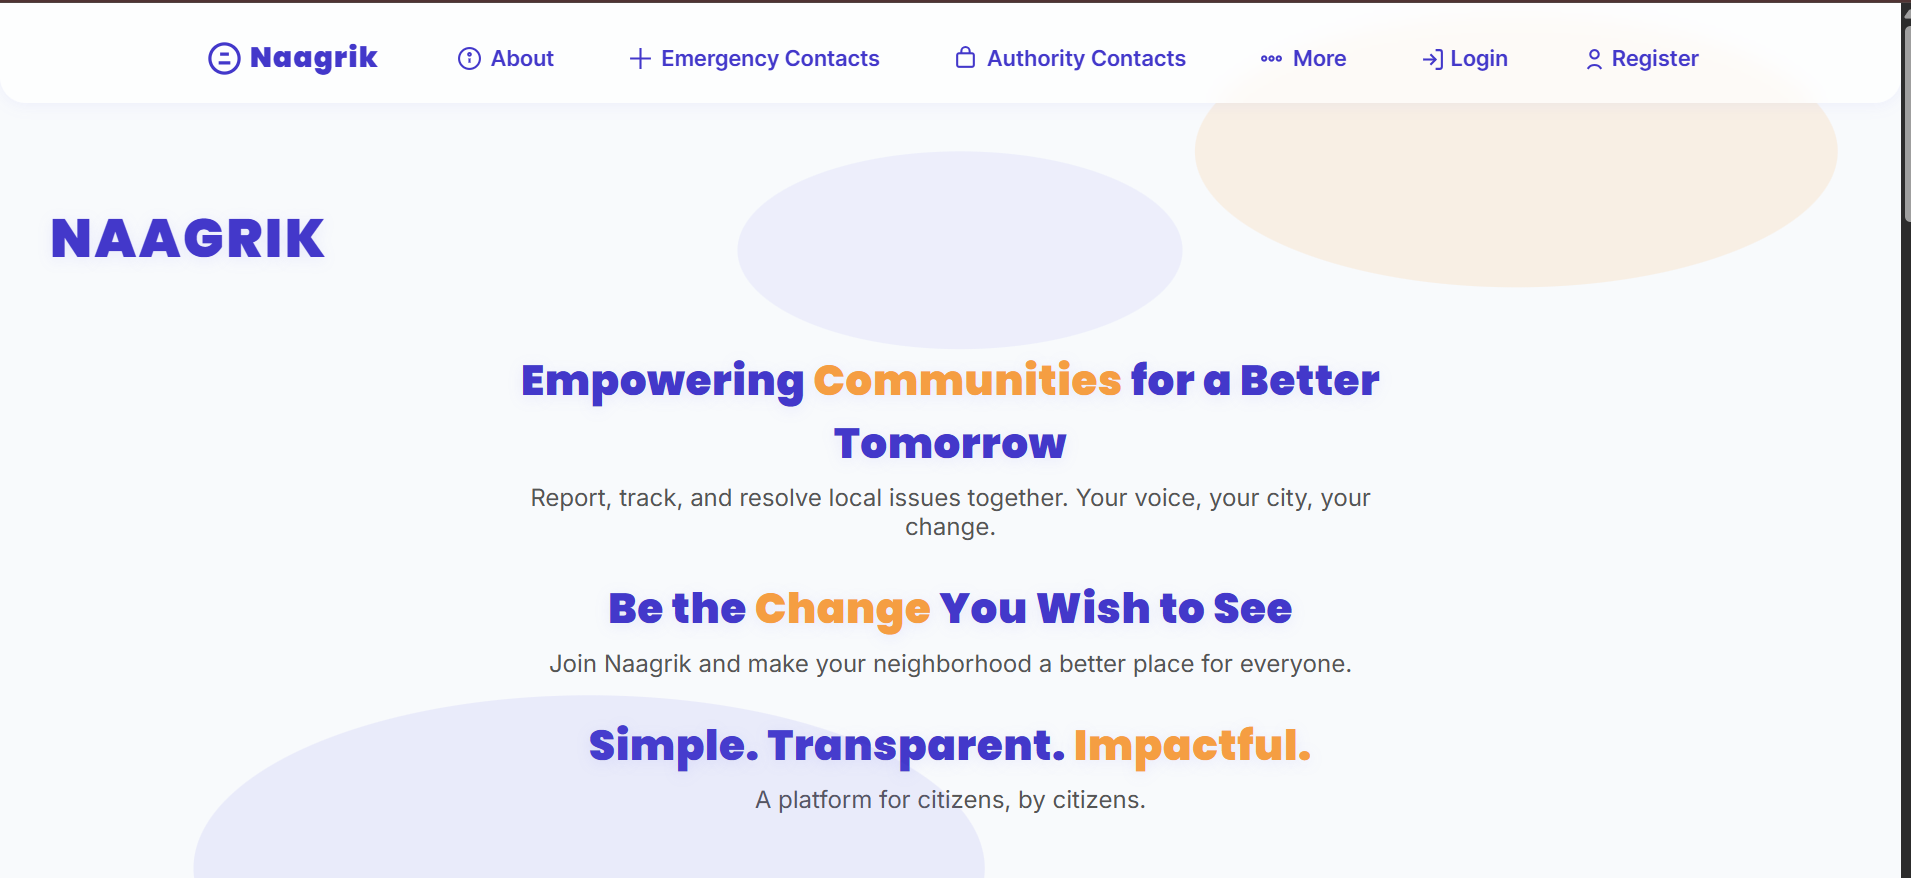 Naagrik
About
Emergency Contacts
Authority Contacts
More
Login
Register
NAAGRIK
Empowering Communities for a Better
Tomorrow
Report, track, and resolve local issues together. Your voice, your city, your
change.
Be the Change You Wish to See
Join Naagrik and make your neighborhood a better place for everyone.
Simple. Transparent. Impactful.
A platform for citizens, by citizens.